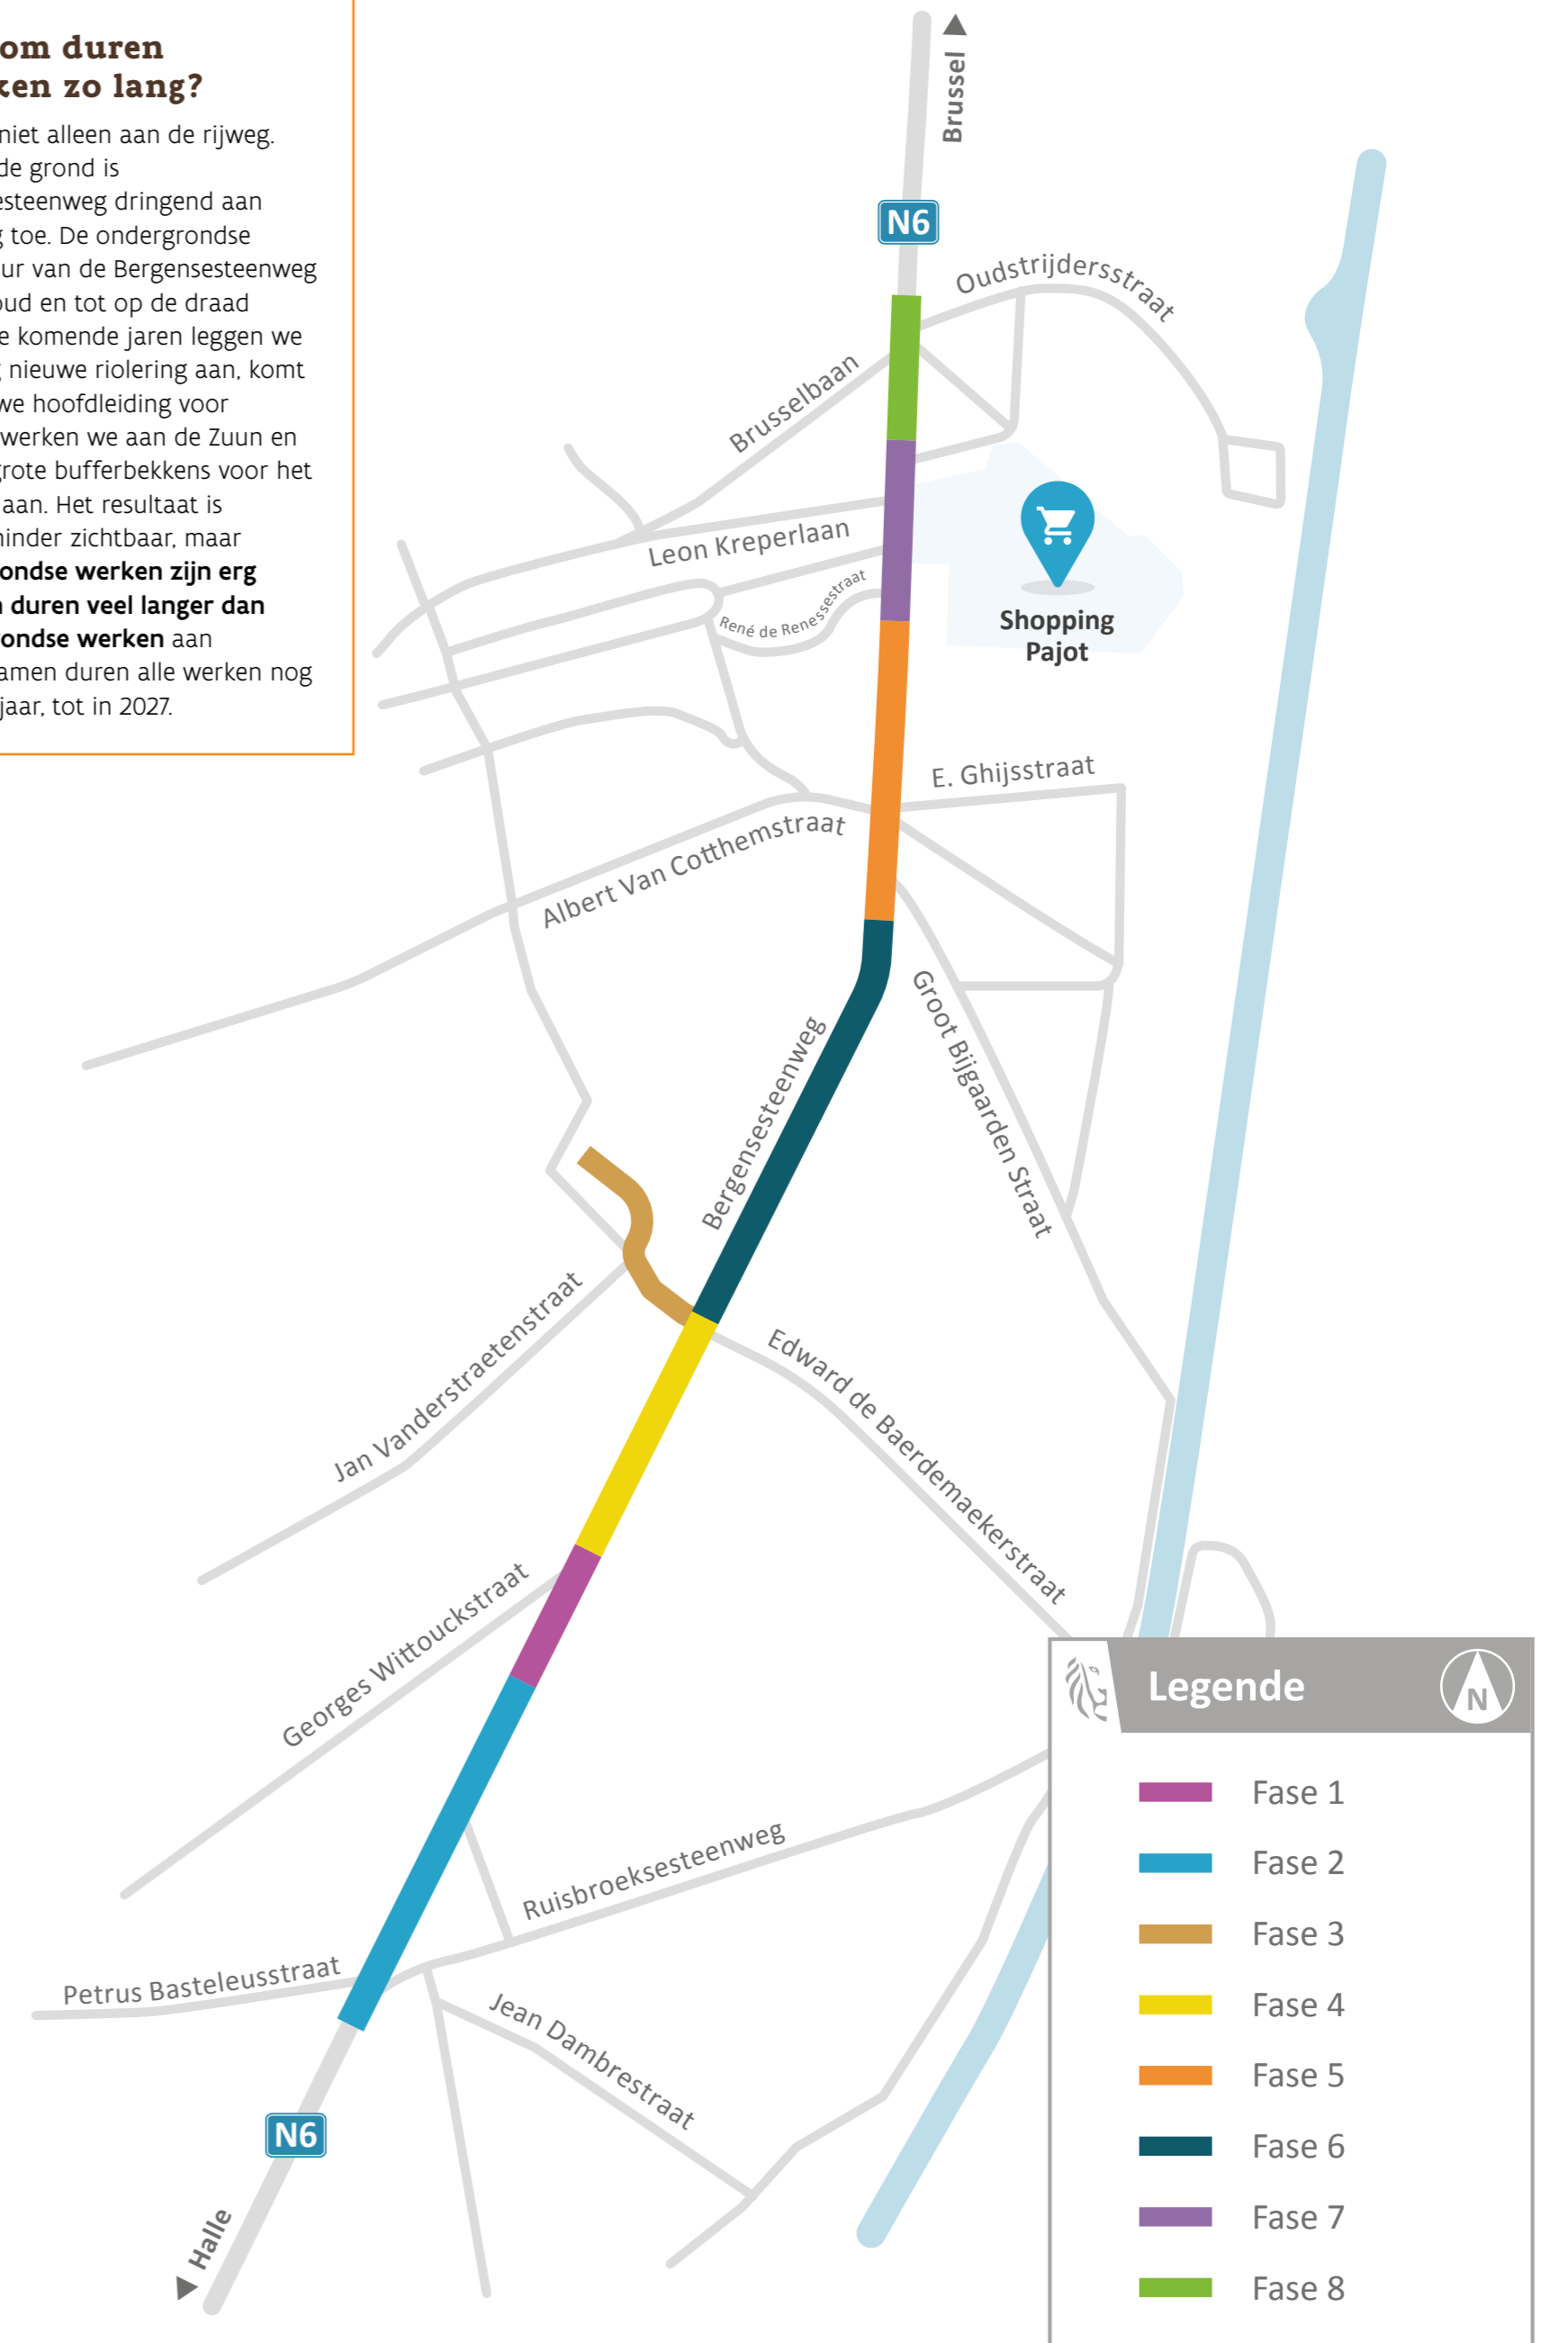 om duren
ken zo lang?
niet alleen aan de rijweg.
de grond is
esteenweg dringend aan
g toe. De ondergrondse
ur van de Bergensesteenweg
oud en tot op de draad
e komende jaren leggen we
g nieuwe riolering aan, komt
we hoofdleiding voor
werken we aan de Zuun en
grote bufferbekkens voor het
aan. Het resultaat is
minder zichtbaar, maar
ondse werken zijn erg
n duren veel langer dan
rondse werken aan
amen duren alle werken nog
jaar, tot in 2027.
Brussel
N6
Oudstrijdersstraat
Brusselbaan
Leon Kreperlaan
René de Renessestraat
Shopping
Pajot
E. Ghijsstraat
Albert Van Cotthemstraat
Groot Bijgaarden Straat
Bergensesteenweg
Jan Vanderstraetenstraat
Edward de Baerdemaekerstraat
Georges Wittouckstraat
Ruisbroeksesteenweg
Petrus Basteleusstraat
Jean Dambrestraat
N6
Halle
Legende
N
Fase 1
Fase 2
Fase 3
Fase 4
Fase 5
Fase 6
Fase 7
Fase 8